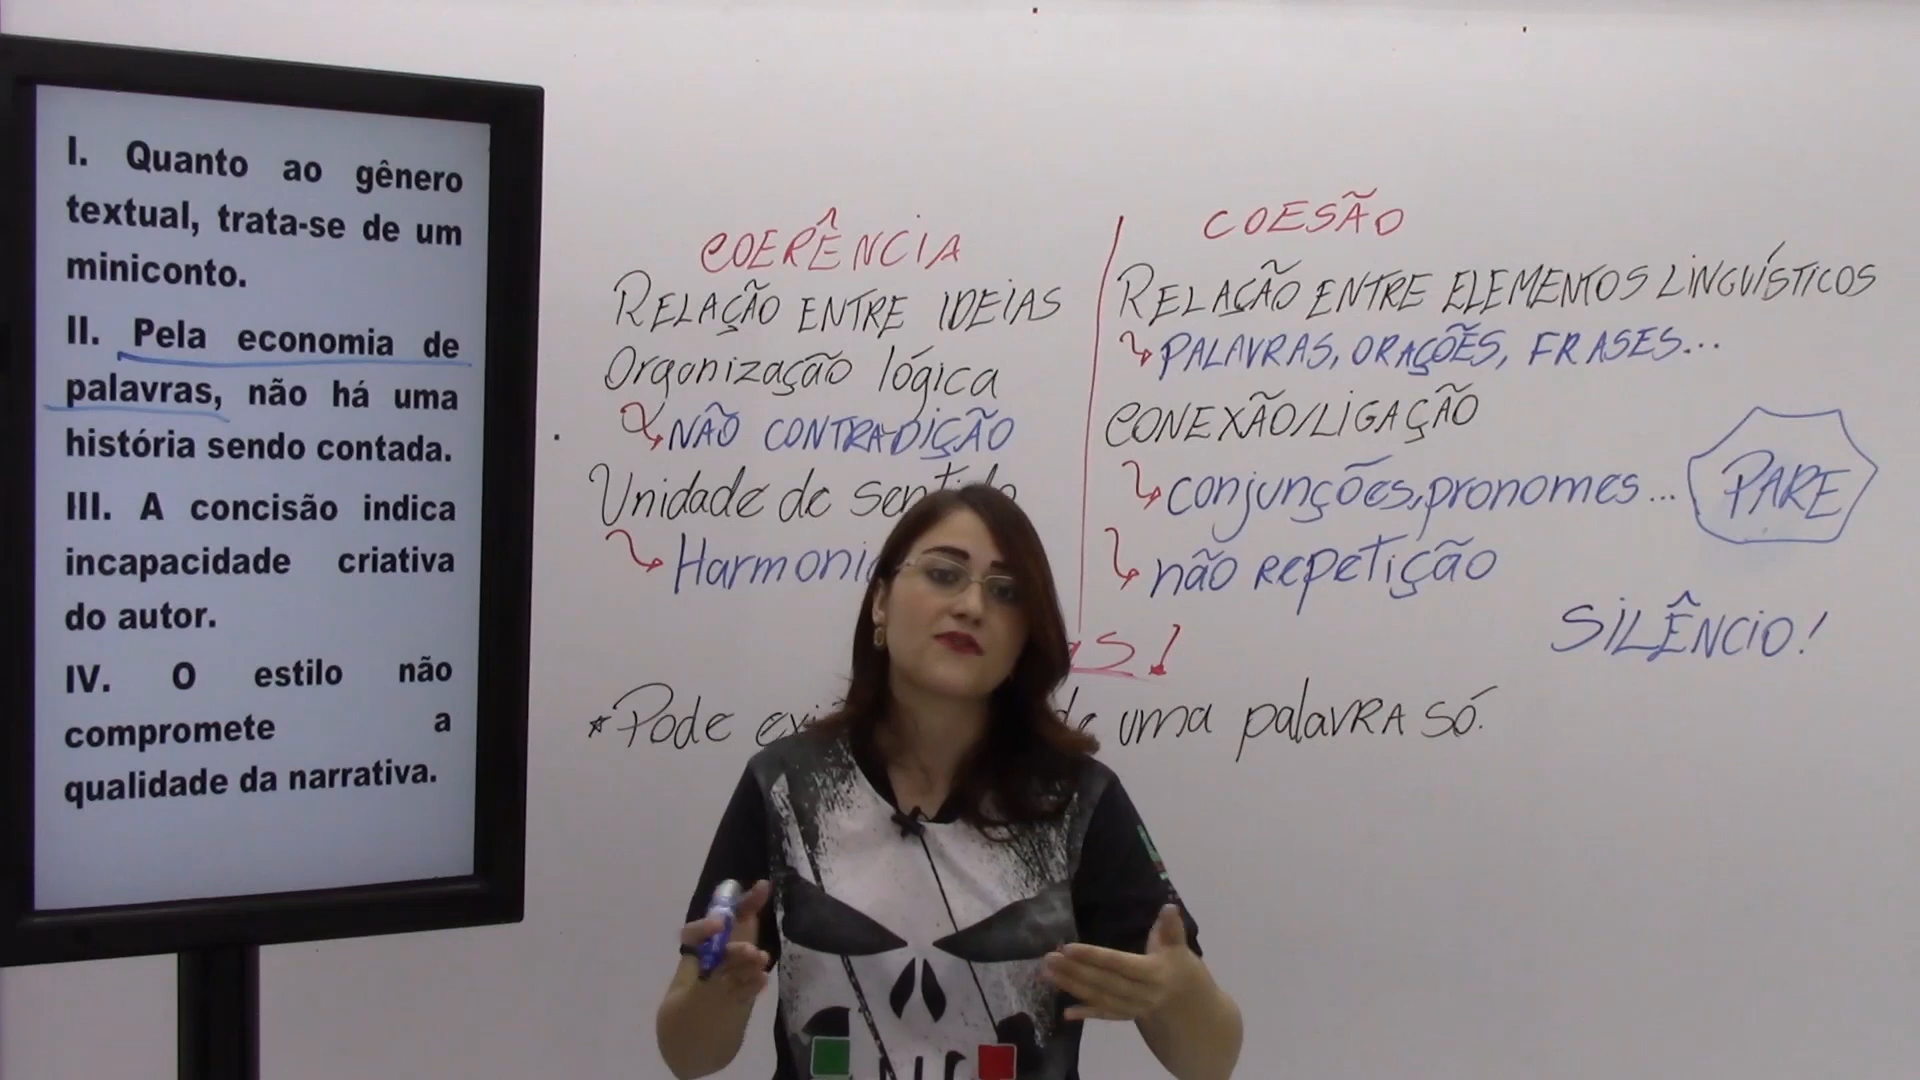 I. Quanto ao gênero
textual, trata-se de um
miniconto.
II. Pela economia de
palavras, não há uma
história sendo contada.
III. A concisão indica
incapacidade criativa
do autor.
IV. O estilo não
compromete a
qualidade da narrativa.
COERÊNCIA
RELAÇÃO ENTRE IDEIAS
Organização lógica
NÃO CONTRADIÇÃO
Unidade de
Harmonia
COESÃO
RELAÇÃO ENTRE ELEMENTOS LINGUÍSTICOS
PALAVRAS, ORAÇÕES, FRASES...
CONEXÃO/LIGAÇÃO
conjunções, pronomes...
não REPETIÇÃO
PARE
SILÊNCIO!
*Pode de uma palavRA SÓ.